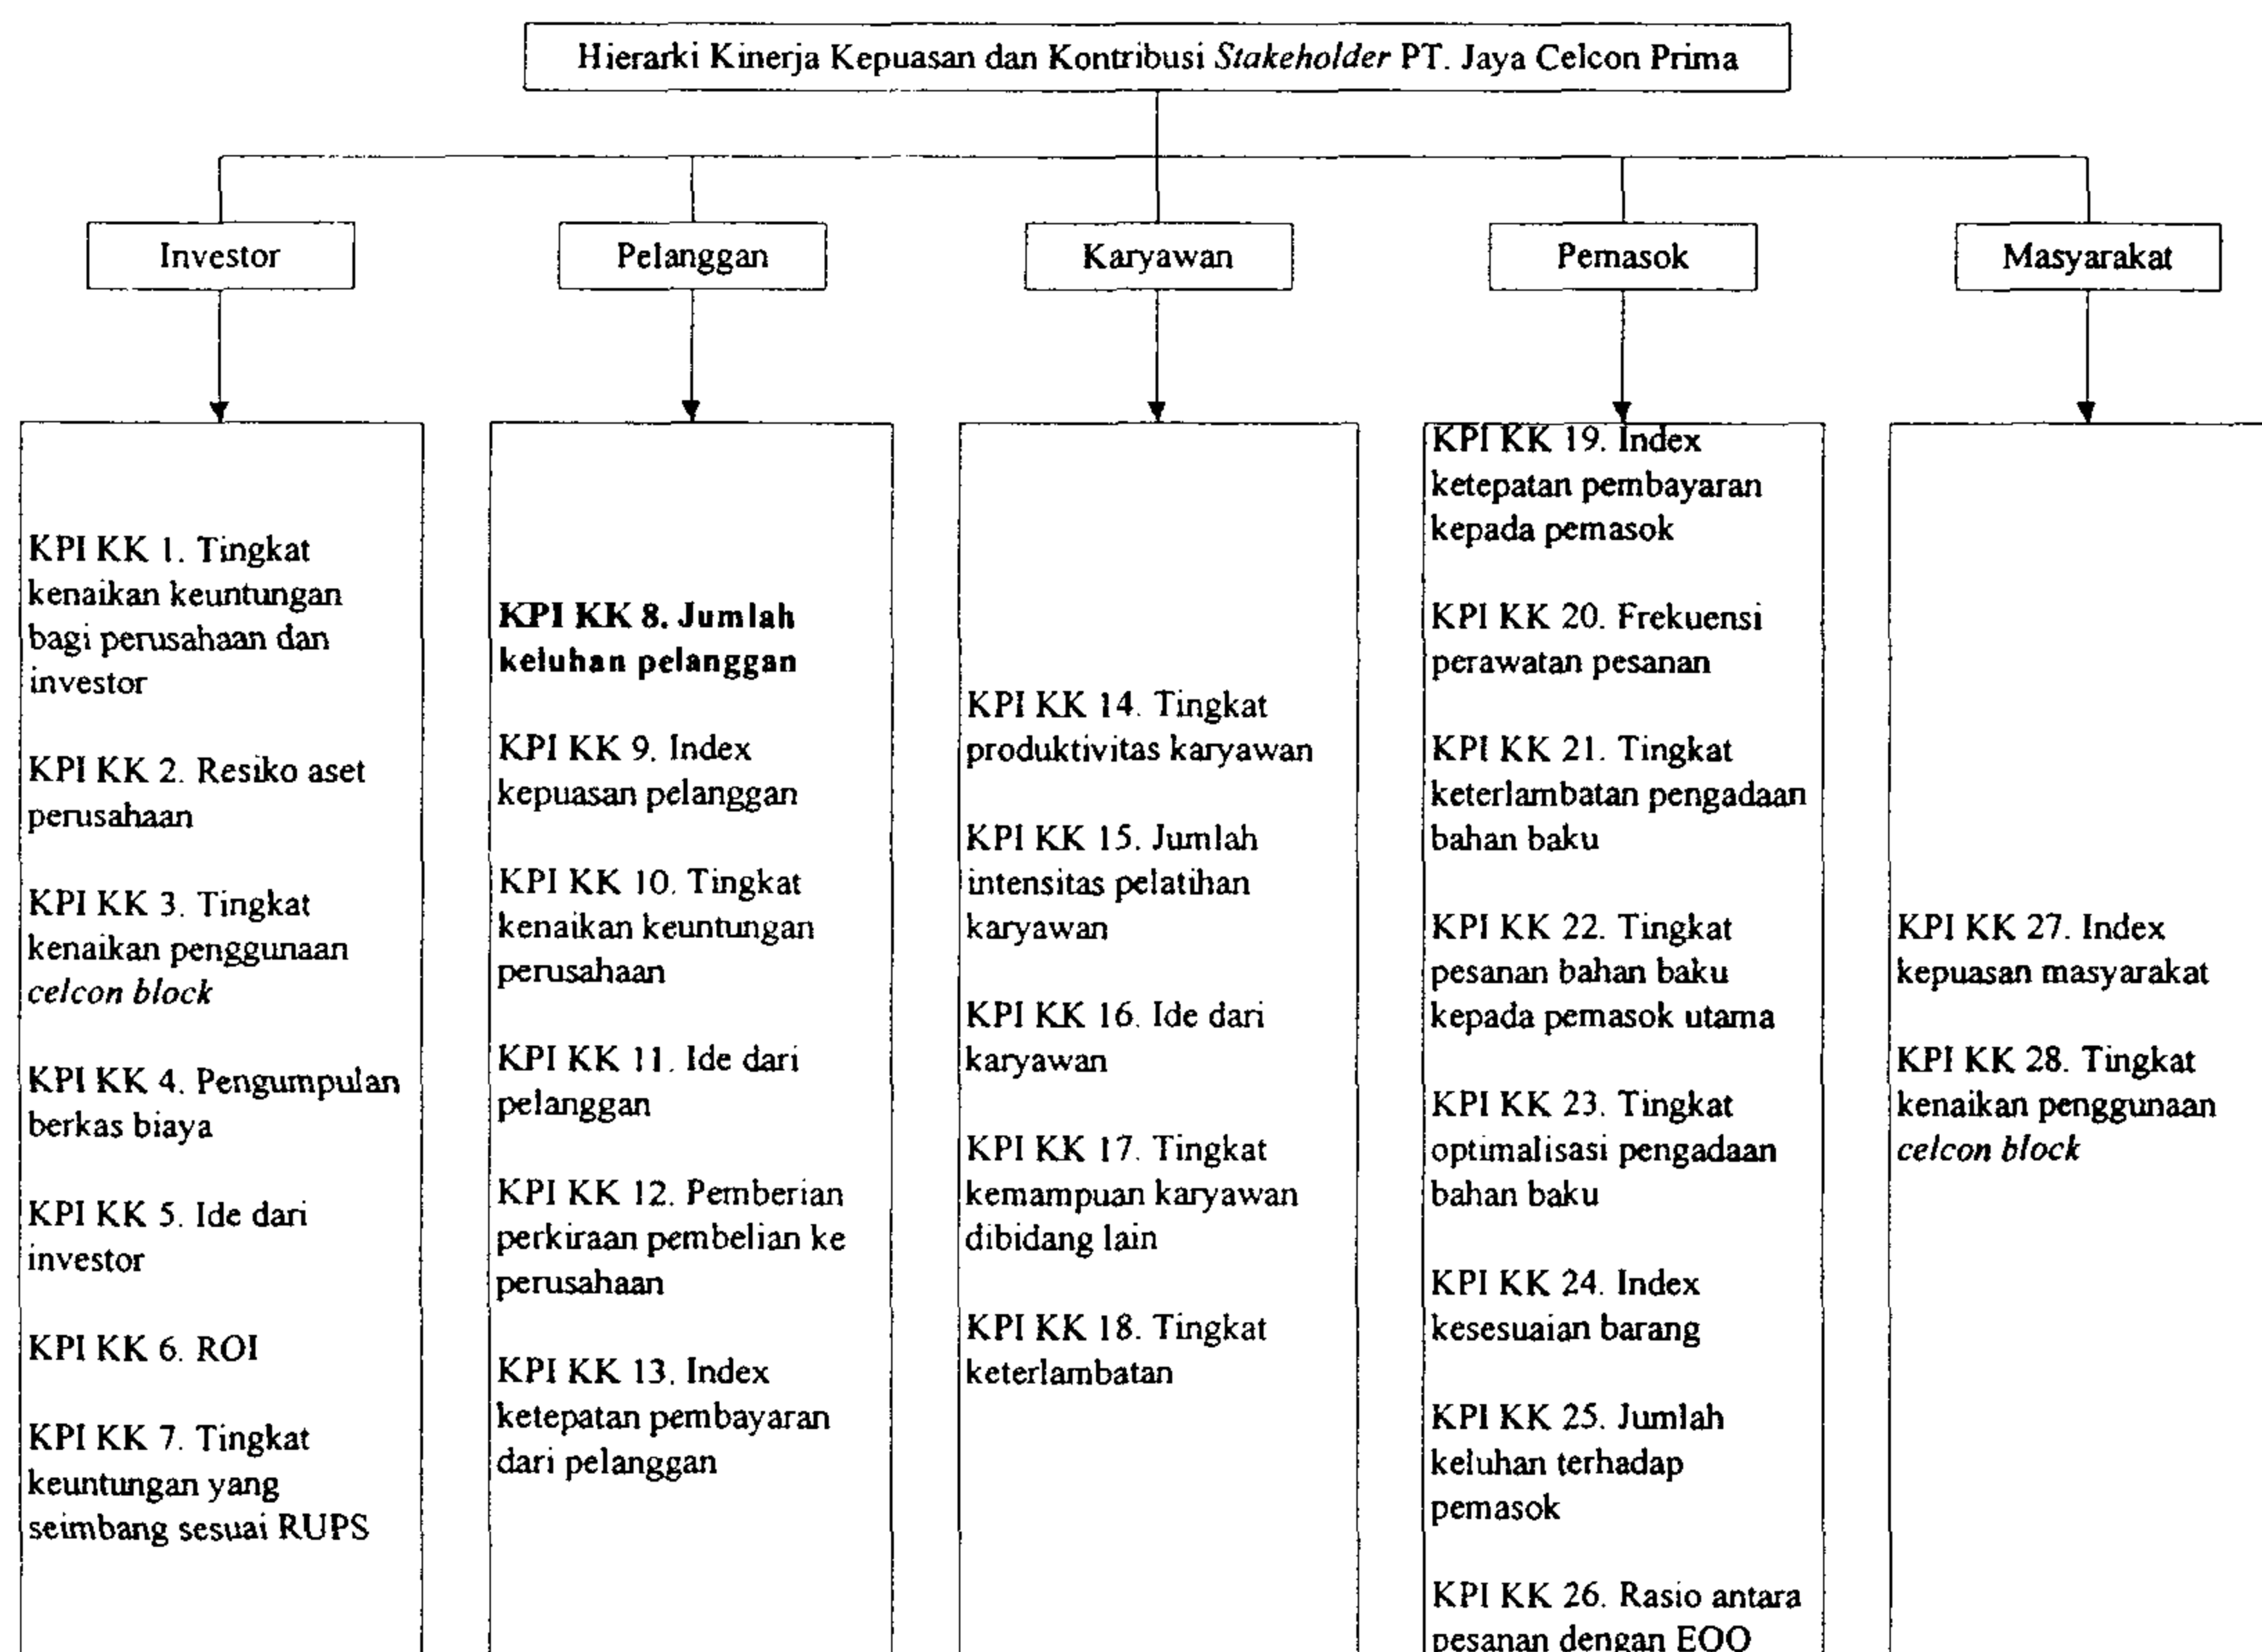 Hierarki Kinerja Kepuasan dan Kontribusi Stakeholder PT. Jaya Celcon Prima
Investor
Pelanggan
Karyawan
Pemasok
Masyarakat
KPI KK 1. Tingkat
kenaikan keuntungan
bagi perusahaan dan
investor
KPI KK 2. Resiko aset
perusahaan
KPI KK 3. Tingkat
kenaikan penggunaan
celcon block
KPI KK 4. Pengumpulan
berkas biaya
KPI KK 5. Ide dari
investor
KPI KK 6. ROI
KPI KK 7. Tingkat
keuntungan yang
seimbang sesuai RUPS
KPI KK 8. Jumlah
keluhan pelanggan
KPI KK 9. Index
kepuasan pelanggan
KPI KK 10. Tingkat
kenaikan keuntungan
perusahaan
KPI KK 11. Ide dari
pelanggan
KPI KK 12. Pemberian
perkiraan pembelian ke
perusahaan
KPI KK 13. Index
ketepatan pembayaran
dari pelanggan
KPI KK 14. Tingkat
produktivitas karyawan
KPI KK 15. Jumlah
intensitas pelatihan
karyawan
KPI KK 16. Ide dari
karyawan
KPI KK 17. Tingkat
kemampuan karyawan
dibidang lain
KPI KK 18. Tingkat
keterlambatan
KPI KK 19. Index
ketepatan pembayaran
kepada pemasok
KPI KK 20. Frekuensi
perawatan pesanan
KPI KK 21. Tingkat
keterlambatan pengadaan
bahan baku
KPI KK 22. Tingkat
pesanan bahan baku
kepada pemasok utama
KPI KK 23. Tingkat
optimalisasi pengadaan
bahan baku
KPI KK 24. Index
kesesuaian barang
KPI KK 25. Jumlah
keluhan terhadap
pemasok
KPI KK 26. Rasio antara
pesanan dengan EOQ
KPI KK 27. Index
kepuasan masyarakat
KPI KK 28. Tingkat
kenaikan penggunaan
celcon block